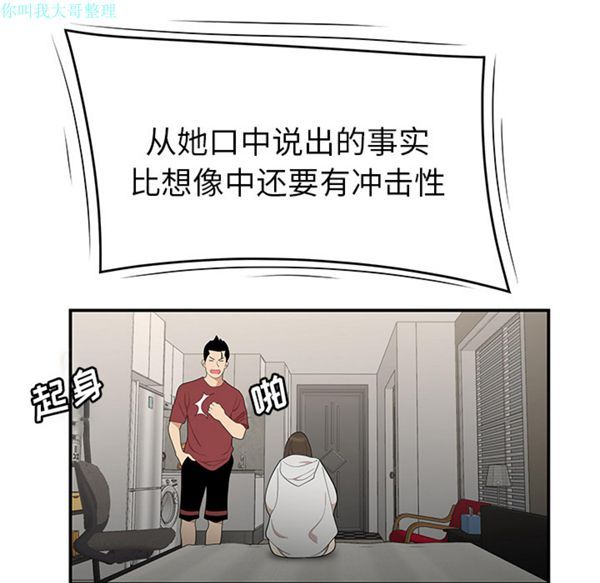 你叫我大哥整理
从她口中说出的事实
比想像中还要有冲击性
起身
啪